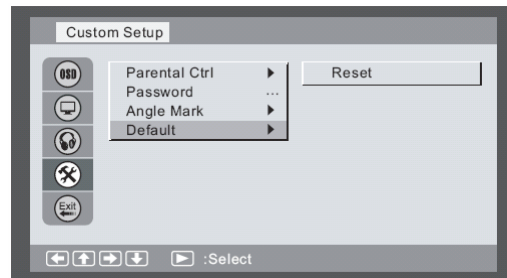 Custom Setup
OSD
Parental Ctrl
Password ...
Angle Mark
Default
Reset
Exit
:Select